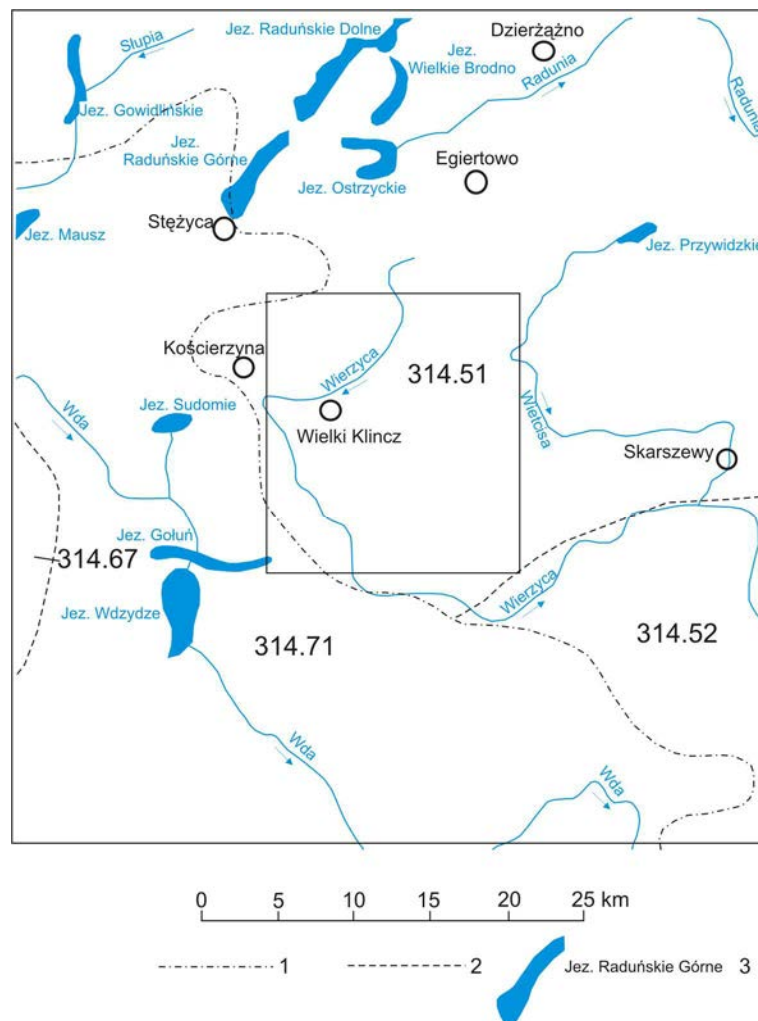 Słupia
Jez. Raduńskie Dolne
Dzierżążno
Jez.
Wielkie Brodno
Radunia
Radunia
Jez. Gowidlińskie
Jez.
Raduńskie Górne
Egiertowo
Jez. Ostrzyckie
Stężyca
Jez. Mausz
Jez. Przywidzkie
Kościerzyna
Wierzyca
314.51
Wda
Jez. Sudomie
Wielki Klincz
Wietcisa
Skarszewy
Jez. Gołuń
314.67
Jez. Wdzydze
Wierzyca
314.71
314.52
Wda
Wda
0 5 10 15 20 25 km
1 2 Jez. Raduńskie Górne 3